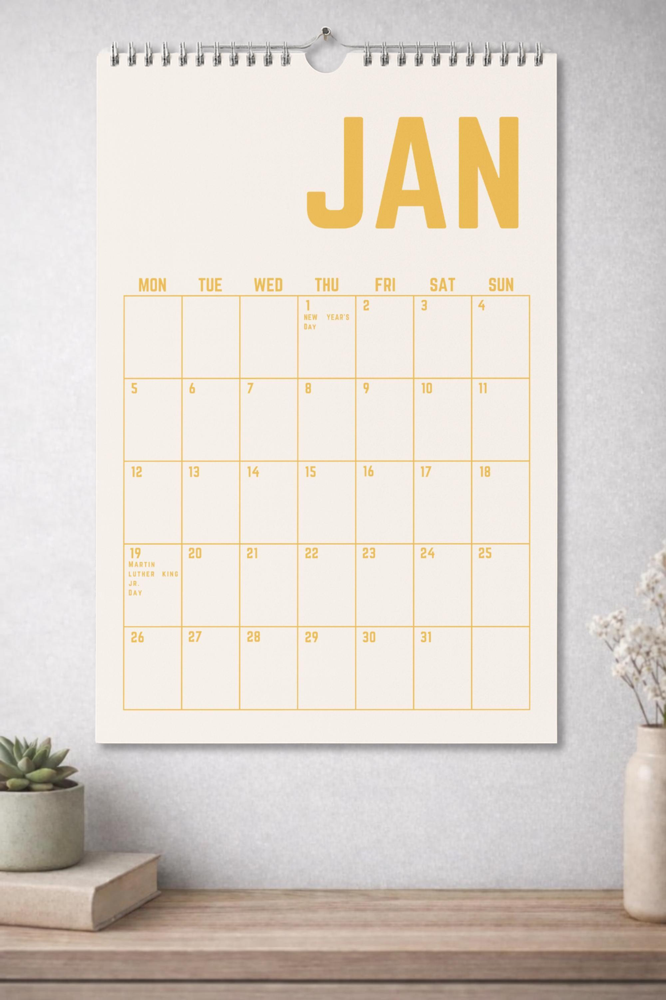 JAN
MON TUE WED THU FRI SAT SUN
1 2 3 4
NEW YEAR'S
DAY
5 6 7 8 9 10 11
12 13 14 15 16 17 18
19 20 21 22 23 24 25
MARTIN
LUTHER KING
JR.
DAY
26 27 28 29 30 31